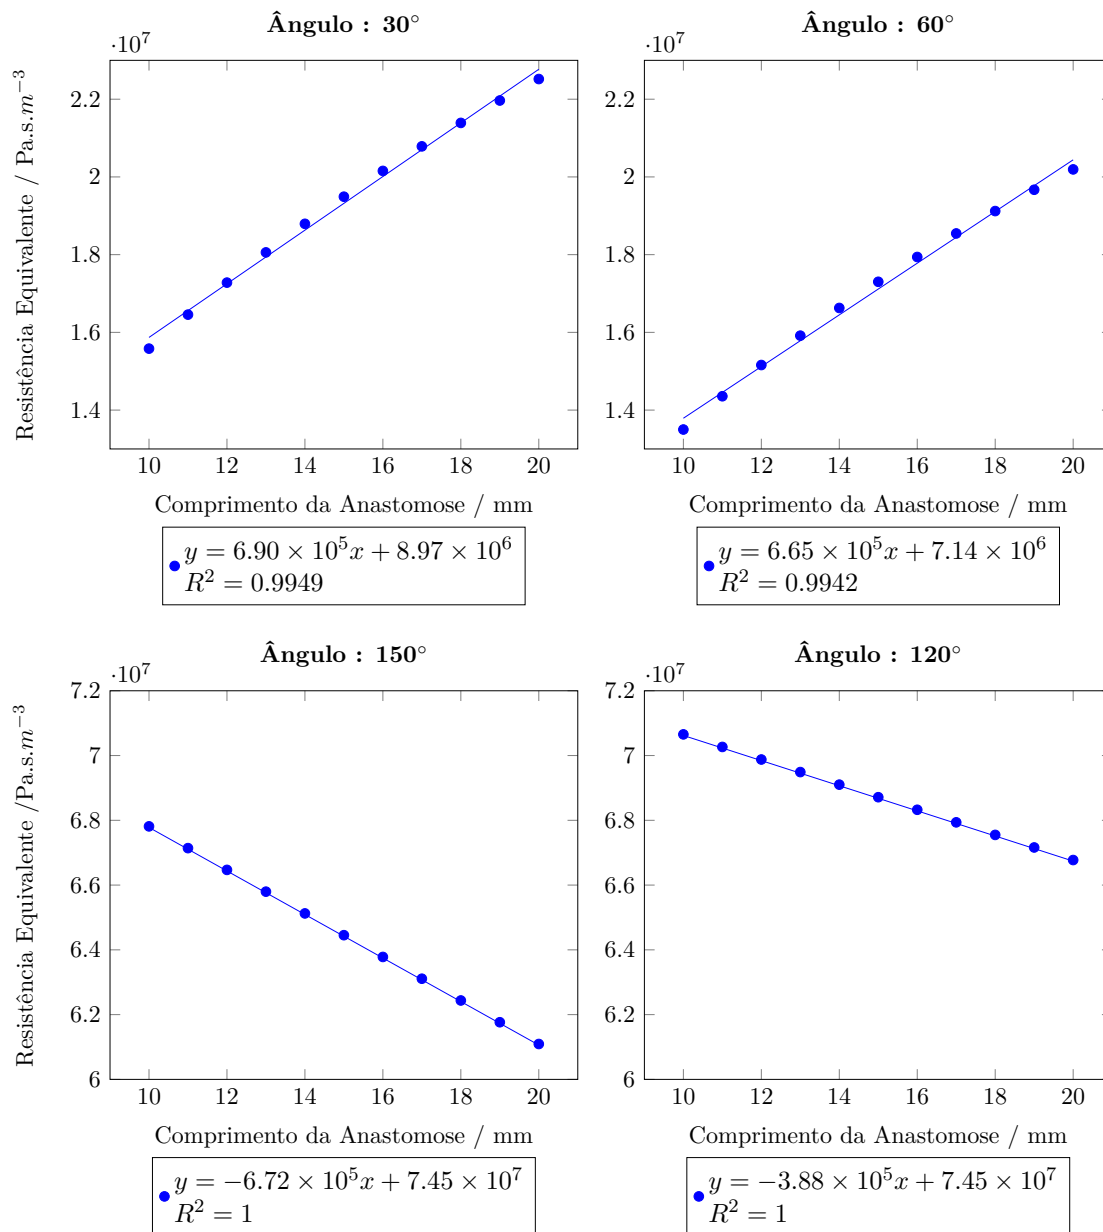 Ângulo : 30°
·10⁷
Resistência Equivalente / Pa.s.m⁻³
2,2
2
1.8
1.6
1.4
10 12 14 16 18 20
Comprimento da Anastomose / mm
y = 6.90 × 10⁵x + 8.97 × 10⁶
R² = 0.9949
Ângulo : 60°
·10⁷
2,2
2
1.8
1.6
1.4
10 12 14 16 18 20
Comprimento da Anastomose / mm
y = 6.65 × 10⁵x + 7.14 × 10⁶
R² = 0.9942
Ângulo : 150°
·10⁷
Resistência Equivalente /Pa.s.m⁻³
7.2
7
6.8
6.6
6.4
6.2
6
10 12 14 16 18 20
Comprimento da Anastomose / mm
y = −6.72 × 10⁵x + 7.45 × 10⁷
R² = 1
Ângulo : 120°
·10⁷
7.2
7
6.8
6.6
6.4
6.2
6
10 12 14 16 18 20
Comprimento da Anastomose / mm
y = −3.88 × 10⁵x + 7.45 × 10⁷
R² = 1